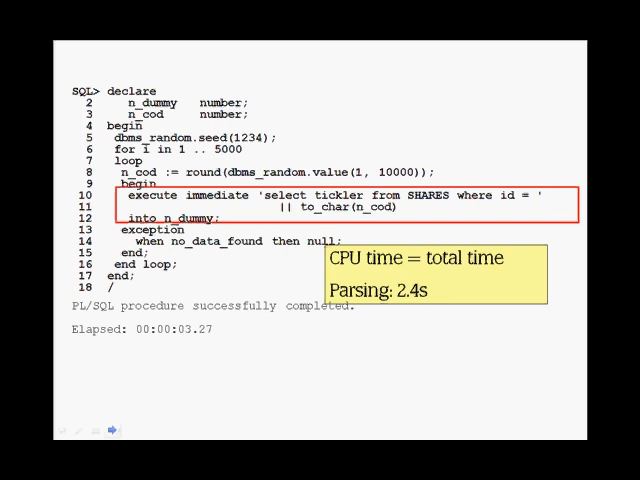 SQL> declare
2 n_dummy number;
3 n_cod number;
4 begin
5 dbms_random.seed(1234);
6 for i in 1 .. 5000
7 loop
8 n_cod := round(dbms_random.value(1, 10000));
9 begin
10 execute immediate 'select tickler from SHARES where id = '
11 || to_char(n_cod)
12 into n_dummy;
13 exception
14 when no_data_found then null;
15 end;
16 end loop;
17 end;
18 /
CPU time = total time
Parsing: 2.4s
PL/SQL procedure successfully completed.
Elapsed: 00:00:03.27